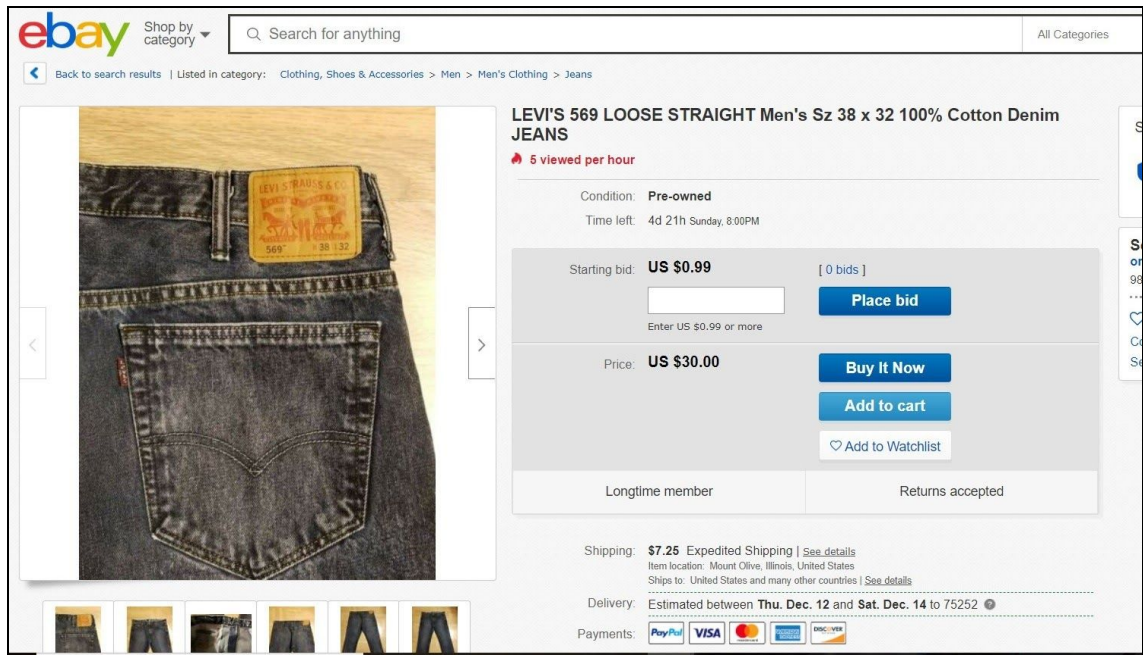 ebay
Shop by
category
Search for anything
All Categories
Back to search results | Listed in category: Clothing, Shoes & Accessories > Men > Men's Clothing > Jeans
LEVI STRAUSS & CO.
569 38 32
LEVI'S 569 LOOSE STRAIGHT Men's Sz 38 x 32 100% Cotton Denim
JEANS
5 viewed per hour
Condition: Pre-owned
Time left: 4d 21h Sunday, 8:00PM
Starting bid: US $0.99 [ 0 bids ]
Place bid
Enter US $0.99 or more
Price: US $30.00
Buy It Now
Add to cart
Add to Watchlist
Longtime member Returns accepted
Shipping: $7.25 Expedited Shipping | See details
Item location: Mount Olive, Illinois, United States
Ships to: United States and many other countries | See details
Delivery: Estimated between Thu. Dec. 12 and Sat. Dec. 14 to 75252
Payments: PayPal VISA MasterCard DISCOVER
98